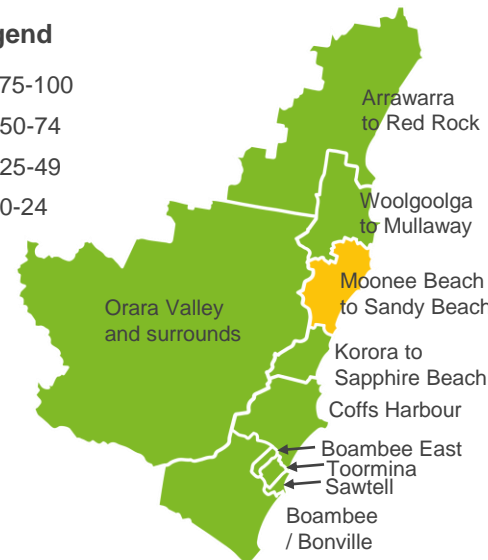 gend
75-100
50-74
25-49
0-24
Arrawarra
to Red Rock
Woolgoolga
to Mullaway
Moonee Beach
to Sandy Beach
Orara Valley
and surrounds
Korora to
Sapphire Beach
Coffs Harbour
Boambee East
Toormina
Sawtell
Boambee
/ Bonville